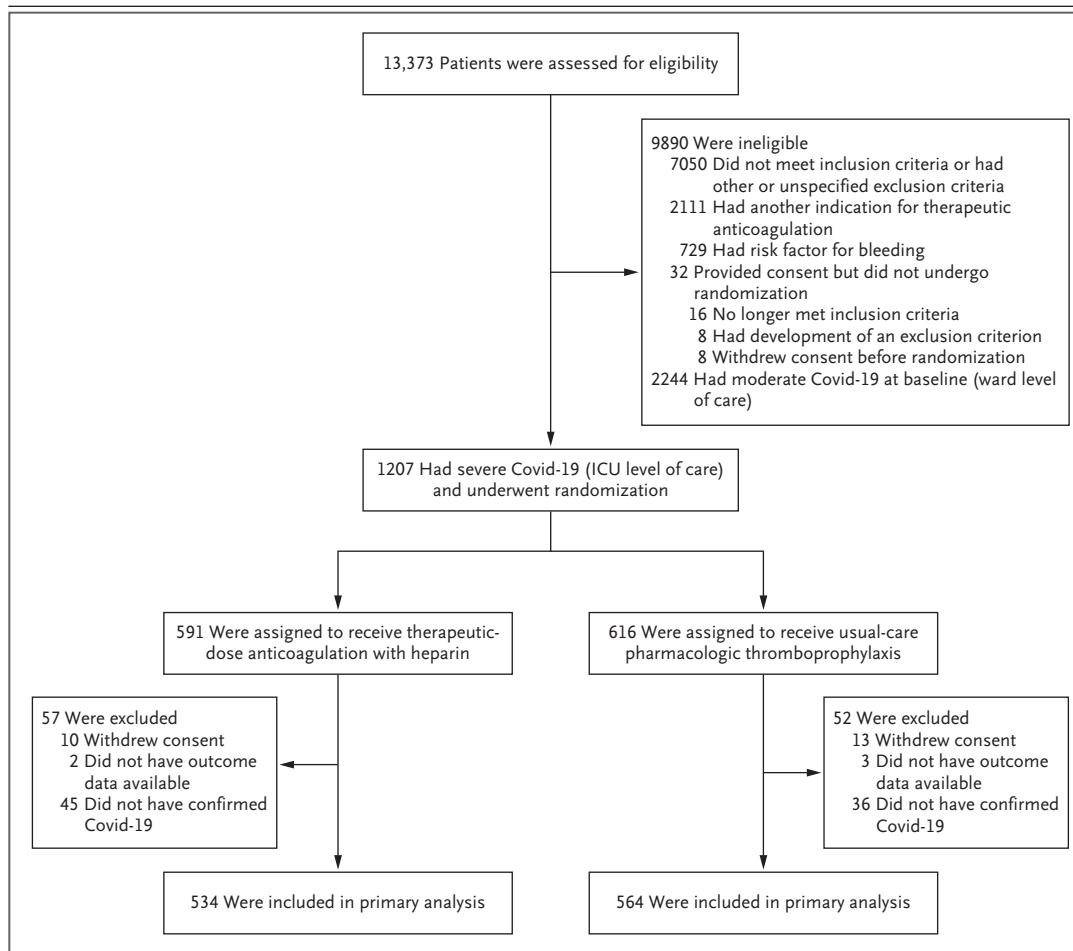 13,373 Patients were assessed for eligibility
9890 Were ineligible
7050 Did not meet inclusion criteria or had
other or unspecified exclusion criteria
2111 Had another indication for therapeutic
anticoagulation
729 Had risk factor for bleeding
32 Provided consent but did not undergo
randomization
16 No longer met inclusion criteria
8 Had development of an exclusion criterion
8 Withdrew consent before randomization
2244 Had moderate Covid-19 at baseline (ward level
of care)
1207 Had severe Covid-19 (ICU level of care)
and underwent randomization
591 Were assigned to receive therapeutic-
dose anticoagulation with heparin
616 Were assigned to receive usual-care
pharmacologic thromboprophylaxis
57 Were excluded
10 Withdrew consent
2 Did not have outcome
data available
45 Did not have confirmed
Covid-19
52 Were excluded
13 Withdrew consent
3 Did not have outcome
data available
36 Did not have confirmed
Covid-19
534 Were included in primary analysis
564 Were included in primary analysis